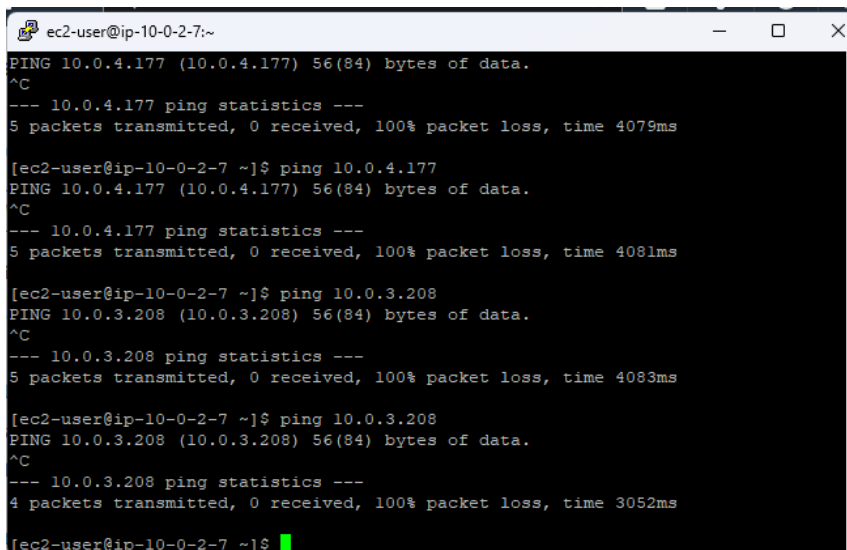 ec2-user@ip-10-0-2-7:~
PING 10.0.4.177 (10.0.4.177) 56(84) bytes of data.
^C
--- 10.0.4.177 ping statistics ---
5 packets transmitted, 0 received, 100% packet loss, time 4079ms
[ec2-user@ip-10-0-2-7 ~]$ ping 10.0.4.177
PING 10.0.4.177 (10.0.4.177) 56(84) bytes of data.
^C
--- 10.0.4.177 ping statistics ---
5 packets transmitted, 0 received, 100% packet loss, time 4081ms
[ec2-user@ip-10-0-2-7 ~]$ ping 10.0.3.208
PING 10.0.3.208 (10.0.3.208) 56(84) bytes of data.
^C
--- 10.0.3.208 ping statistics ---
5 packets transmitted, 0 received, 100% packet loss, time 4083ms
[ec2-user@ip-10-0-2-7 ~]$ ping 10.0.3.208
PING 10.0.3.208 (10.0.3.208) 56(84) bytes of data.
^C
--- 10.0.3.208 ping statistics ---
4 packets transmitted, 0 received, 100% packet loss, time 3052ms
[ec2-user@ip-10-0-2-7 ~]$